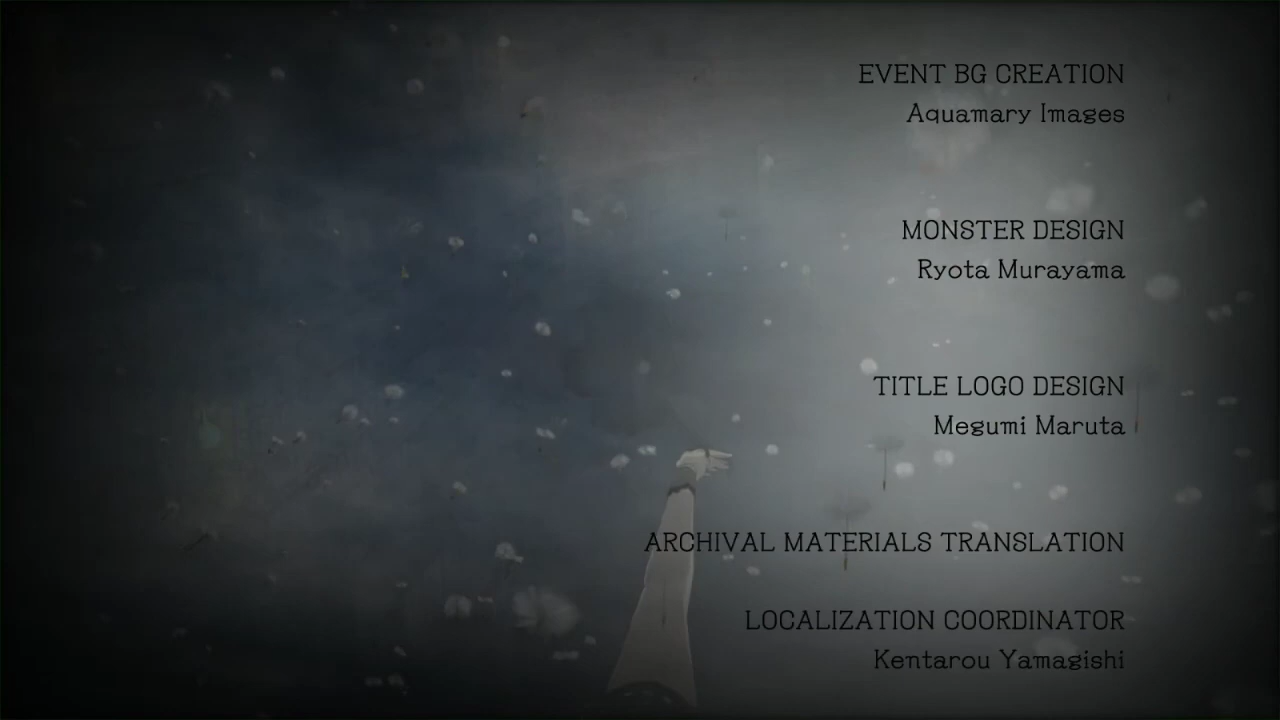 EVENT BG CREATION
Aquamary Images
MONSTER DESIGN
Ryota Murayama
TITLE LOGO DESIGN
Megumi Maruta
ARCHIVAL MATERIALS TRANSLATION
LOCALIZATION COORDINATOR
Kentarou Yamagishi